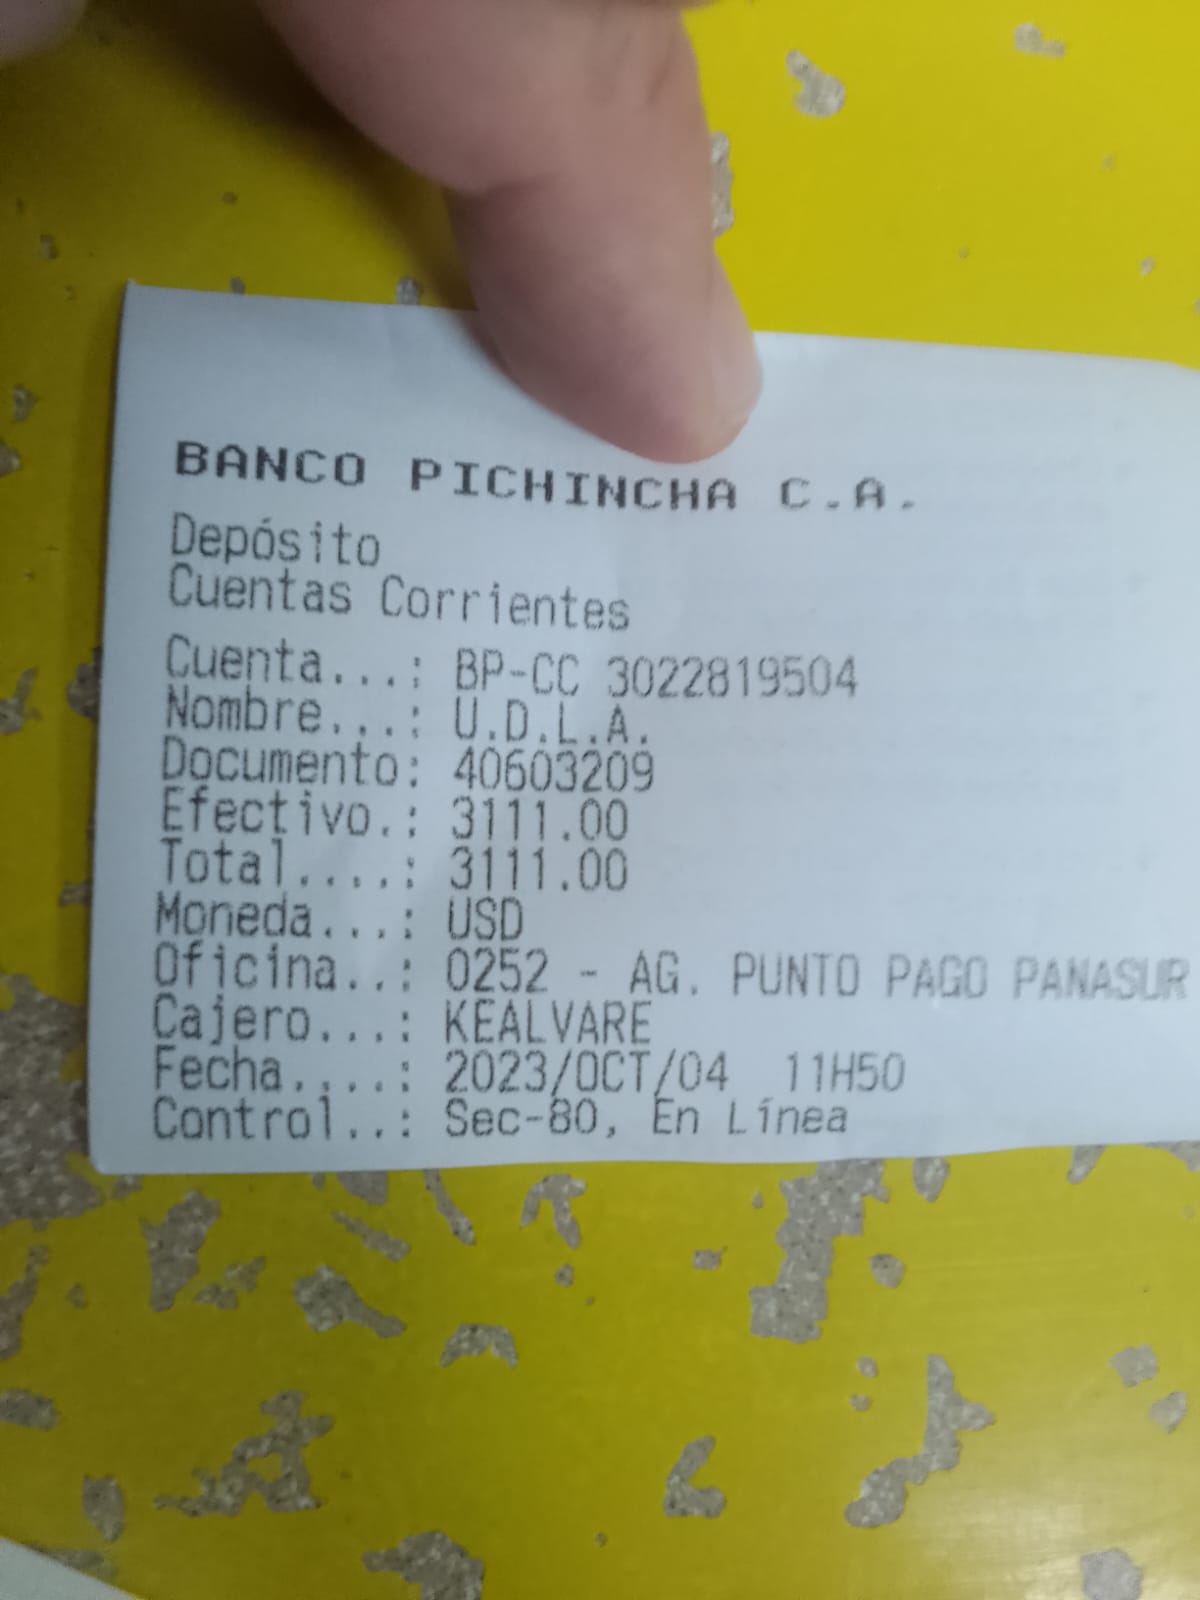 BANCO PICHINCHA C.A.
Depósito
Cuentas Corrientes
Cuenta...: BP-CC 3022819504
Nombre...: U.D.L.A.
Documento: 40603209
Efectivo.: 3111.00
Total....: 3111.00
Moneda...: USD
Oficina..: 0252 - AG. PUNTO PAGO PANASUR
Cajero...: KEALVARE
Fecha....: 2023/OCT/04  11H50
Control..: Sec-80, En Línea